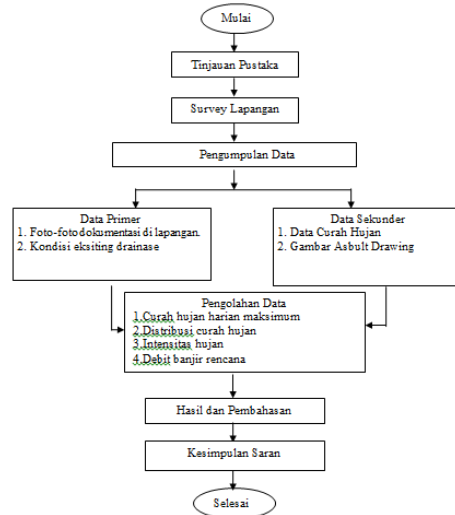 Mulai
Tinjauan Pustaka
Survey Lapangan
Pengumpulan Data
Data Primer
1. Foto-foto dokumentasi di lapangan.
2. Kondisi eksiting drainase
Data Sekunder
1. Data Curah Hujan
2. Gambar Asbult Drawing
Pengolahan Data
1.Curah hujan harian maksimum
2.Distribusi curah hujan
3.Intensitas hujan
4.Debit banjir rencana
Hasil dan Pembahasan
Kesimpulan Saran
Selesai